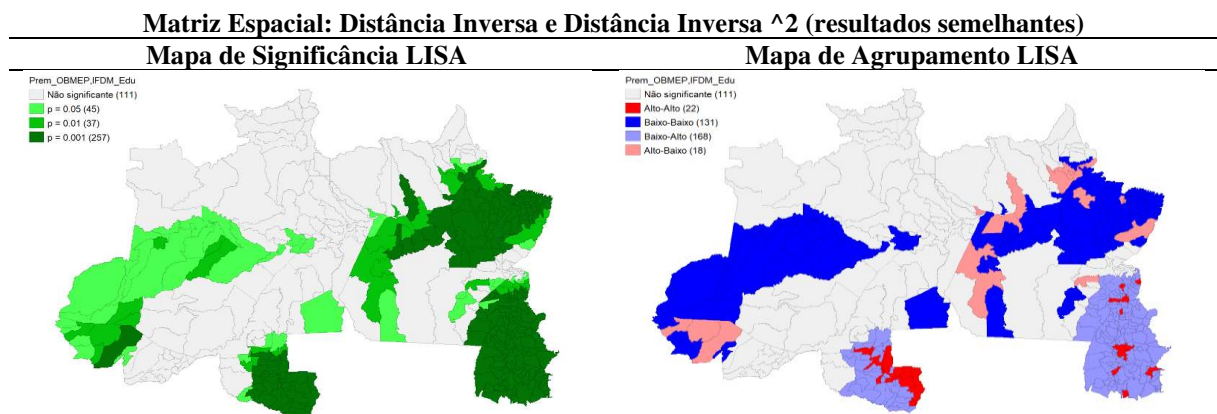 Matriz Espacial: Distância Inversa e Distância Inversa ^2 (resultados semelhantes)
Mapa de Significância LISA
Mapa de Agrupamento LISA
Prem_OBMEP,IFDM_Edu
Não significante (111)
p = 0.05 (45)
p = 0.01 (37)
p = 0.001 (257)
Prem_OBMEP,IFDM_Edu
Não significante (111)
Alto-Alto (22)
Baixo-Baixo (131)
Baixo-Alto (168)
Alto-Baixo (18)